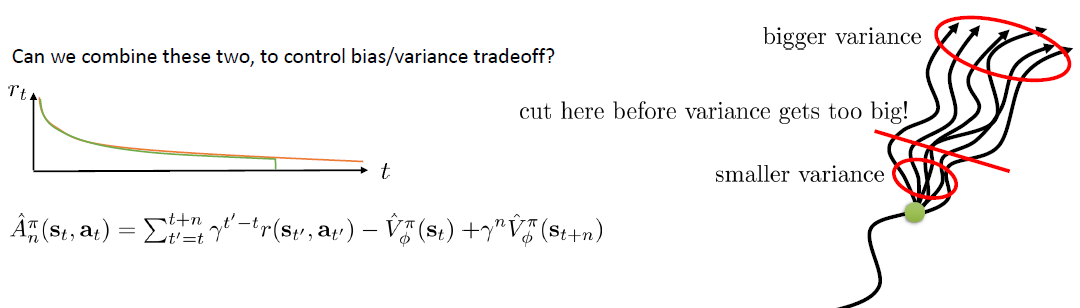 bigger variance
Can we combine these two, to control bias/variance tradeoff?
r_t
cut here before variance gets too big!
t
smaller variance
Â^π_n(s_t, a_t) = ∑^{t+n}_{t'=t} γ^{t'−t} r(s_{t'}, a_{t'}) − V̂^π_ϕ(s_t) + γ^n V̂^π_ϕ(s_{t+n})